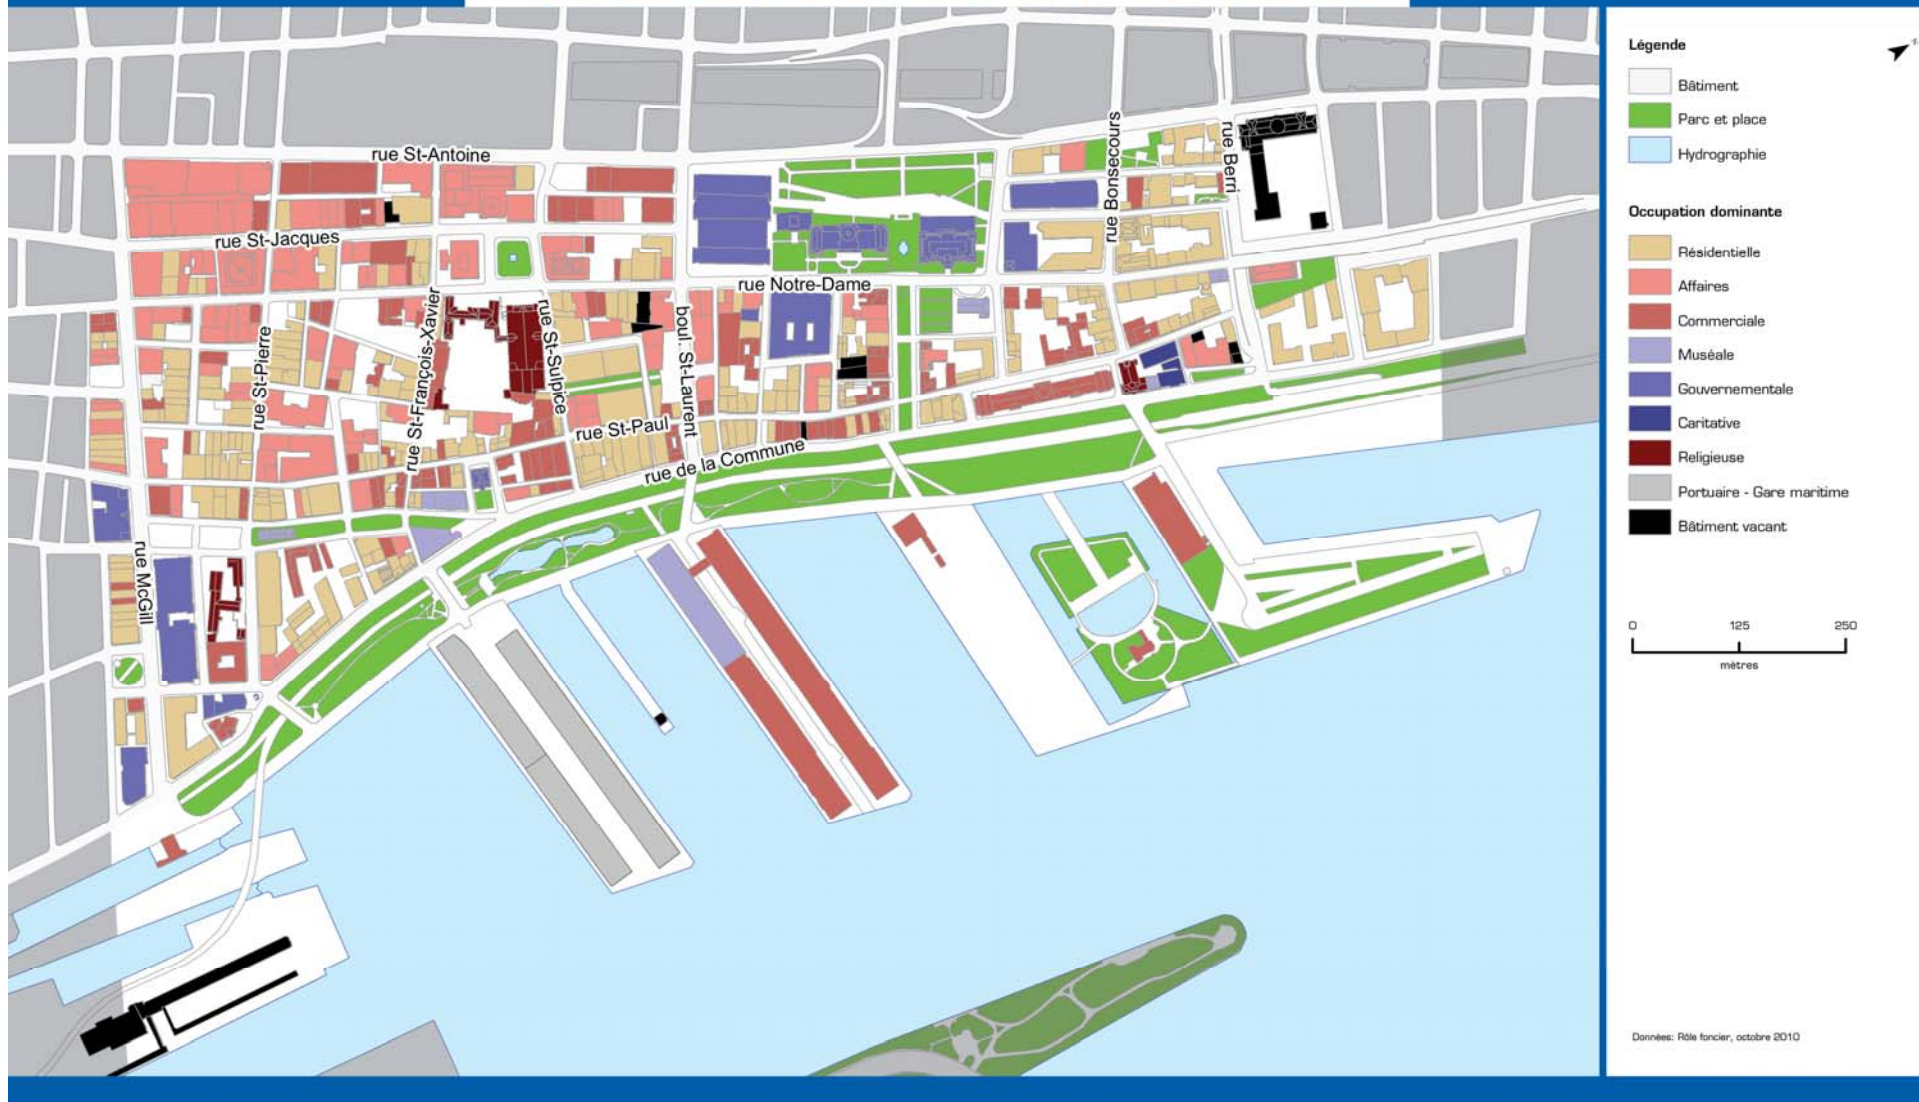 rue St-Antoine
rue St-Jacques
rue Notre-Dame
rue Bonsecours
rue Berri
rue St-Pierre
rue St-François-Xavier
rue St-Sulpice
boul. St-Laurent
rue St-Paul
rue de la Commune
rue McGill
Légende
Bâtiment
Parc et place
Hydrographie
Occupation dominante
Résidentielle
Affaires
Commerciale
Muséale
Gouvernementale
Caritative
Religieuse
Portuaire - Gare maritime
Bâtiment vacant
0 125 250
mètres
Données: Rôle foncier, octobre 2010